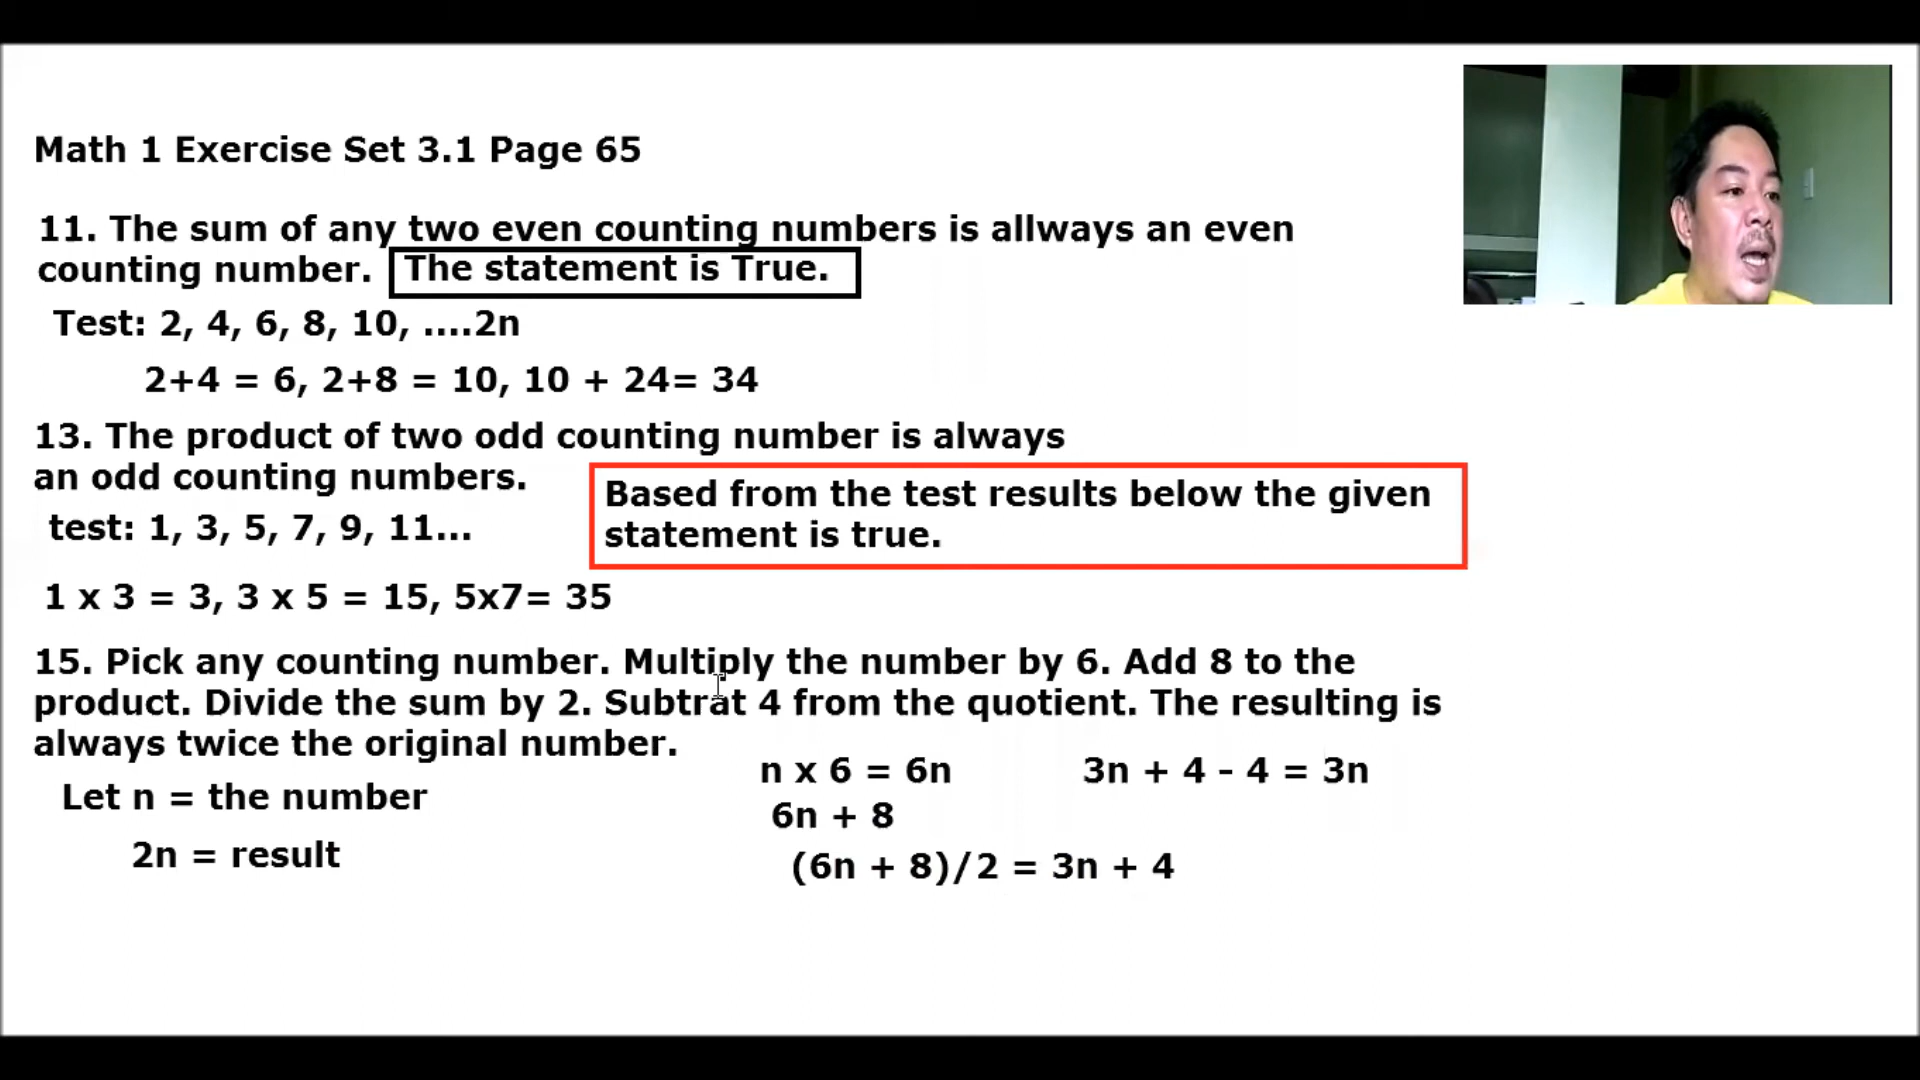 Math 1 Exercise Set 3.1 Page 65
11. The sum of any two even counting numbers is allways an even
counting number. The statement is True.
Test: 2, 4, 6, 8, 10, ....2n
2+4 = 6, 2+8 = 10, 10 + 24= 34
13. The product of two odd counting number is always
an odd counting numbers.
Based from the test results below the given
statement is true.
test: 1, 3, 5, 7, 9, 11...
1 x 3 = 3, 3 x 5 = 15, 5x7= 35
15. Pick any counting number. Multiply the number by 6. Add 8 to the
product. Divide the sum by 2. Subtrat 4 from the quotient. The resulting is
always twice the original number.
Let n = the number
2n = result
n x 6 = 6n
6n + 8
(6n + 8)/2 = 3n + 4
3n + 4 - 4 = 3n